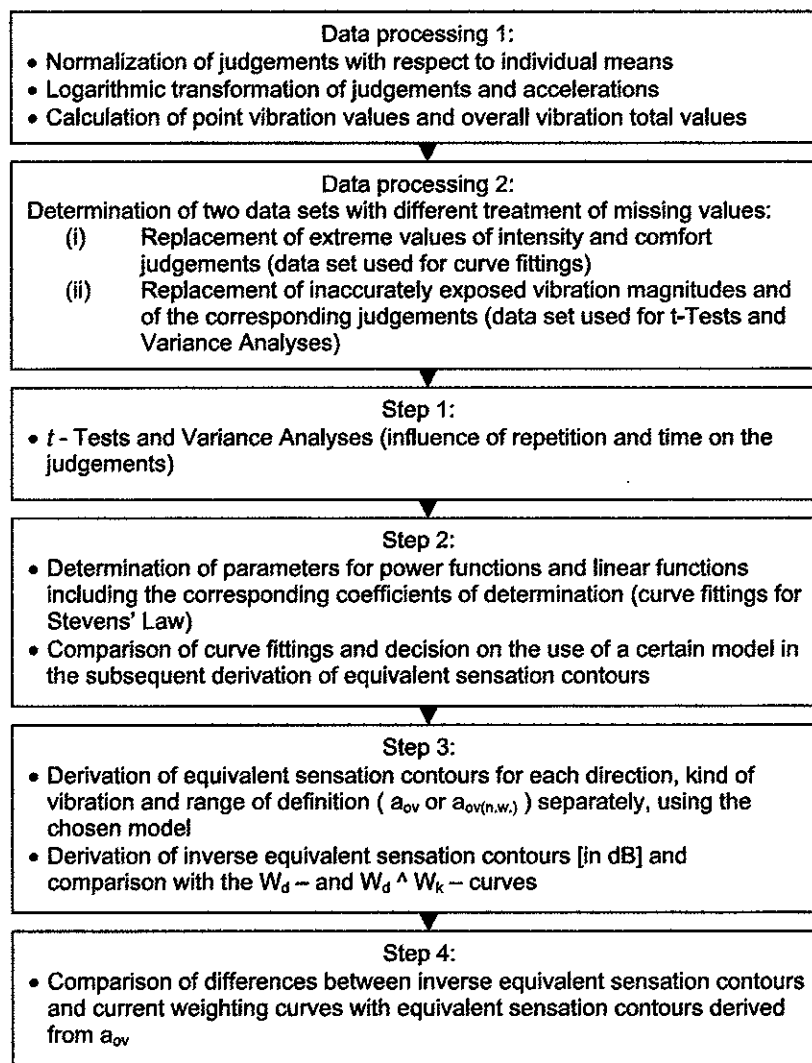 Data processing 1:
• Normalization of judgements with respect to individual means
• Logarithmic transformation of judgements and accelerations
• Calculation of point vibration values and overall vibration total values
Data processing 2:
Determination of two data sets with different treatment of missing values:
(i) Replacement of extreme values of intensity and comfort
judgements (data set used for curve fittings)
(ii) Replacement of inaccurately exposed vibration magnitudes and
of the corresponding judgements (data set used for t-Tests and
Variance Analyses)
Step 1:
• t - Tests and Variance Analyses (influence of repetition and time on the
judgements)
Step 2:
• Determination of parameters for power functions and linear functions
including the corresponding coefficients of determination (curve fittings for
Stevens' Law)
• Comparison of curve fittings and decision on the use of a certain model in
the subsequent derivation of equivalent sensation contours
Step 3:
• Derivation of equivalent sensation contours for each direction, kind of
vibration and range of definition ( a_ov or a_ov(n.w.) ) separately, using the
chosen model
• Derivation of inverse equivalent sensation contours [in dB] and
comparison with the W_d – and W_d ^ W_k – curves
Step 4:
• Comparison of differences between inverse equivalent sensation contours
and current weighting curves with equivalent sensation contours derived
from a_ov